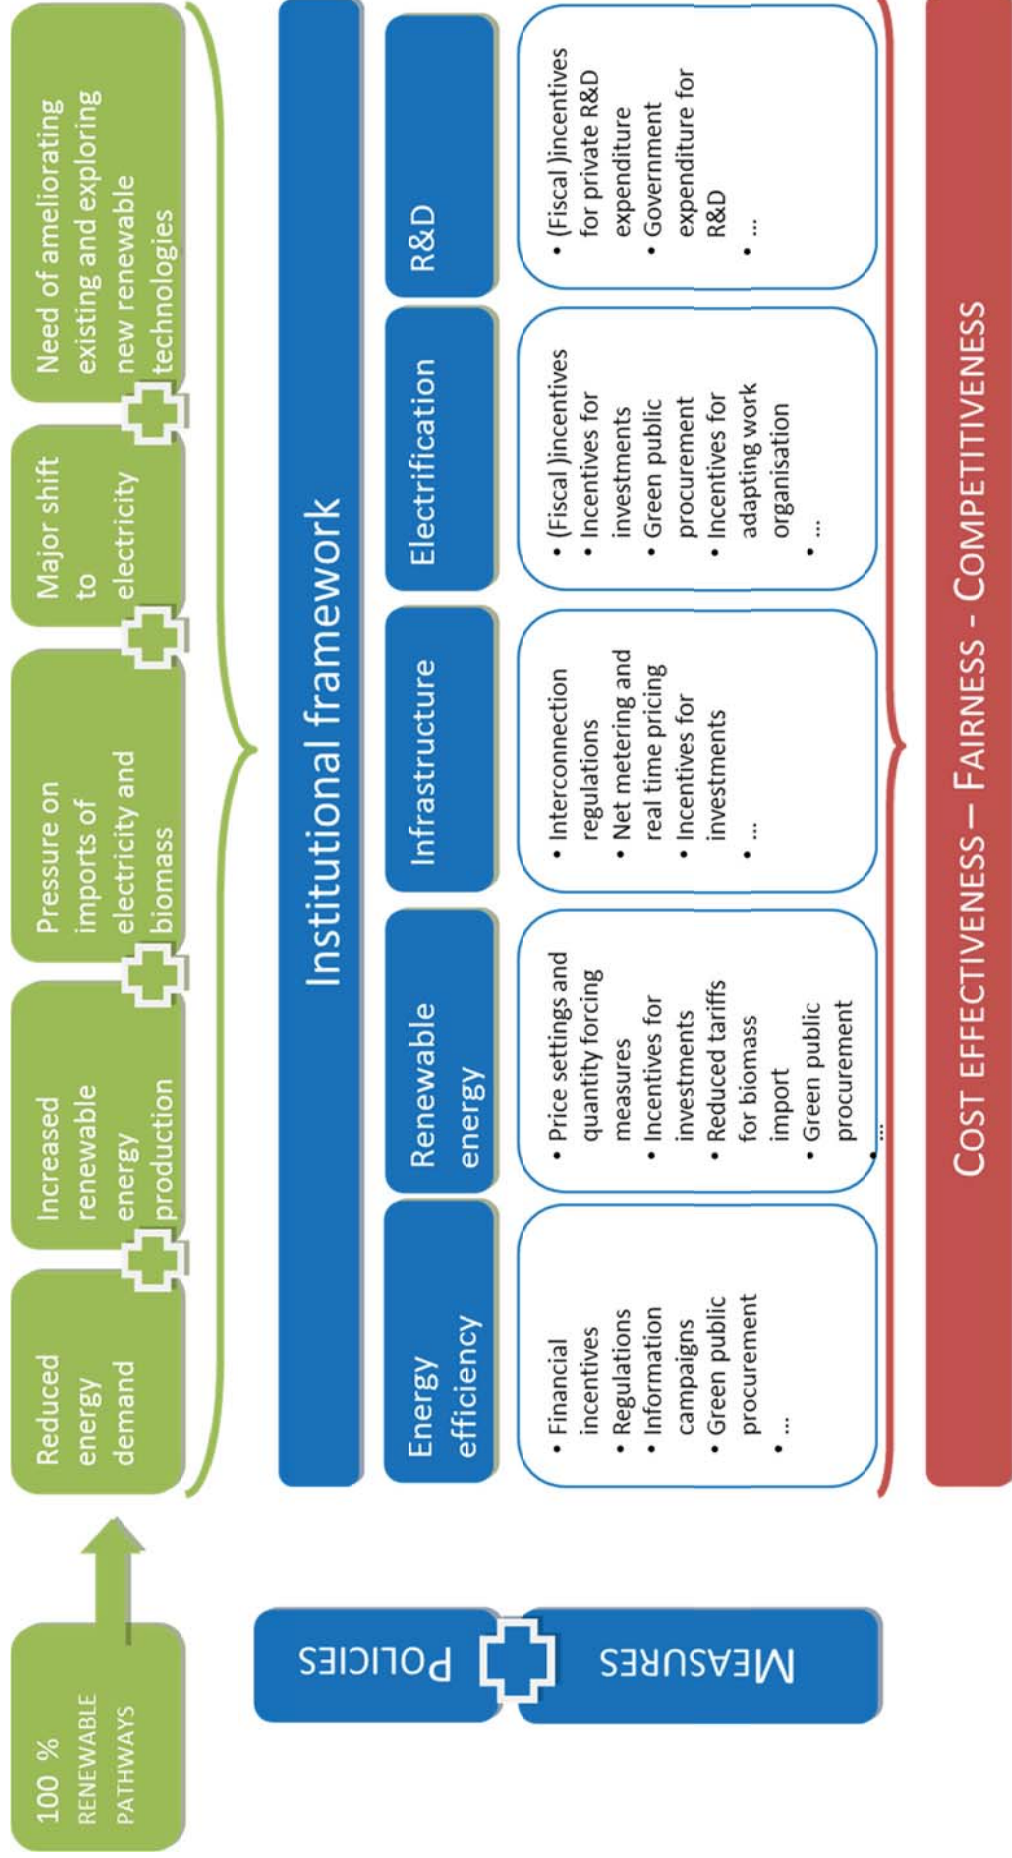 100 %
RENEWABLE
PATHWAYS
Reduced
energy
demand
Increased
renewable
energy
production
Pressure on
imports of
electricity and
biomass
Major shift
to
electricity
Need of ameliorating
existing and exploring
new renewable
technologies
POLICIES
MEASURES
Institutional framework
Energy
efficiency
Renewable
energy
Infrastructure
Electrification
R&D
• Financial
incentives
• Regulations
• Information
campaigns
• Green public
procurement
• ...
• Price settings and
quantity forcing
measures
• Incentives for
investments
• Reduced tariffs
for biomass
import
• Green public
procurement
• ...
• Interconnection
regulations
• Net metering and
real time pricing
• Incentives for
investments
• ...
• (Fiscal )incentives
• Incentives for
investments
• Green public
procurement
• Incentives for
adapting work
organisation
• ...
• (Fiscal )incentives
for private R&D
expenditure
• Government
expenditure for
R&D
• ...
COST EFFECTIVENESS – FAIRNESS - COMPETITIVENESS